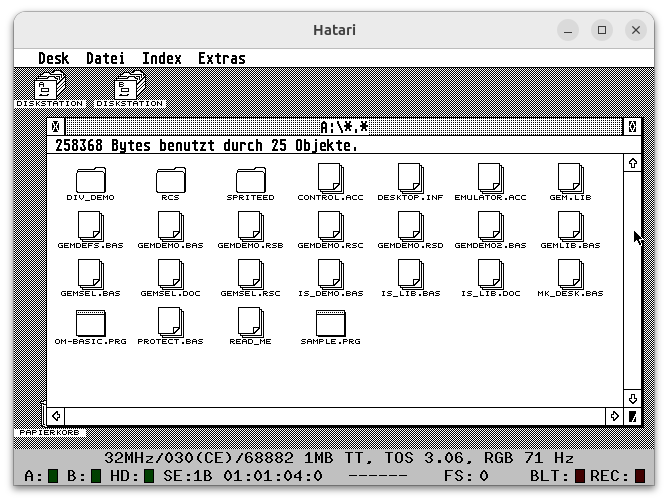 Hatari
Desk Datei Index Extras
DISKSTATION DISKSTATION
A:\*.*
258368 Bytes benutzt durch 25 Objekte.
DIV_DEMO RCS SPRITEED CONTROL.ACC DESKTOP.INF EMULATOR.ACC GEM.LIB
GEMDEFS.BAS GEMDEMO.BAS GEMDEMO.RSB GEMDEMO.RSC GEMDEMO.RSD GEMDEMO2.BAS GEMLIB.BAS
GEMSEL.BAS GEMSEL.DOC GEMSEL.RSC IS_DEMO.BAS IS_LIB.BAS IS_LIB.DOC MK_DESK.BAS
OM-BASIC.PRG PROTECT.BAS READ_ME SAMPLE.PRG
PAPIERKORB
32MHz/030(CE)/68882 1MB TT, TOS 3.06, RGB 71 Hz
A: B: HD: SE:1B 01:01:04:0 ------ FS: 0 BLT: REC: